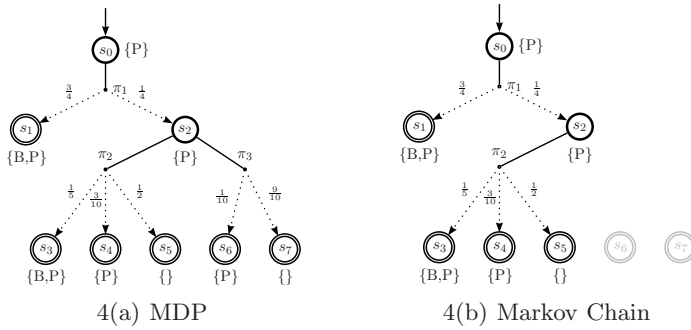 s0 {P} s0 {P}
3/4 π1 1/4 3/4 π1 1/4
s1 s2 s1 s2
{B,P} π2 {P} π3 {B,P} π2 {P}
1/5 3/10 1/2 1/10 9/10 1/5 3/10 1/2
s3 s4 s5 s6 s7 s3 s4 s5 s6 s7
{B,P} {P} {} {P} {} {B,P} {P} {}
4(a) MDP 4(b) Markov Chain